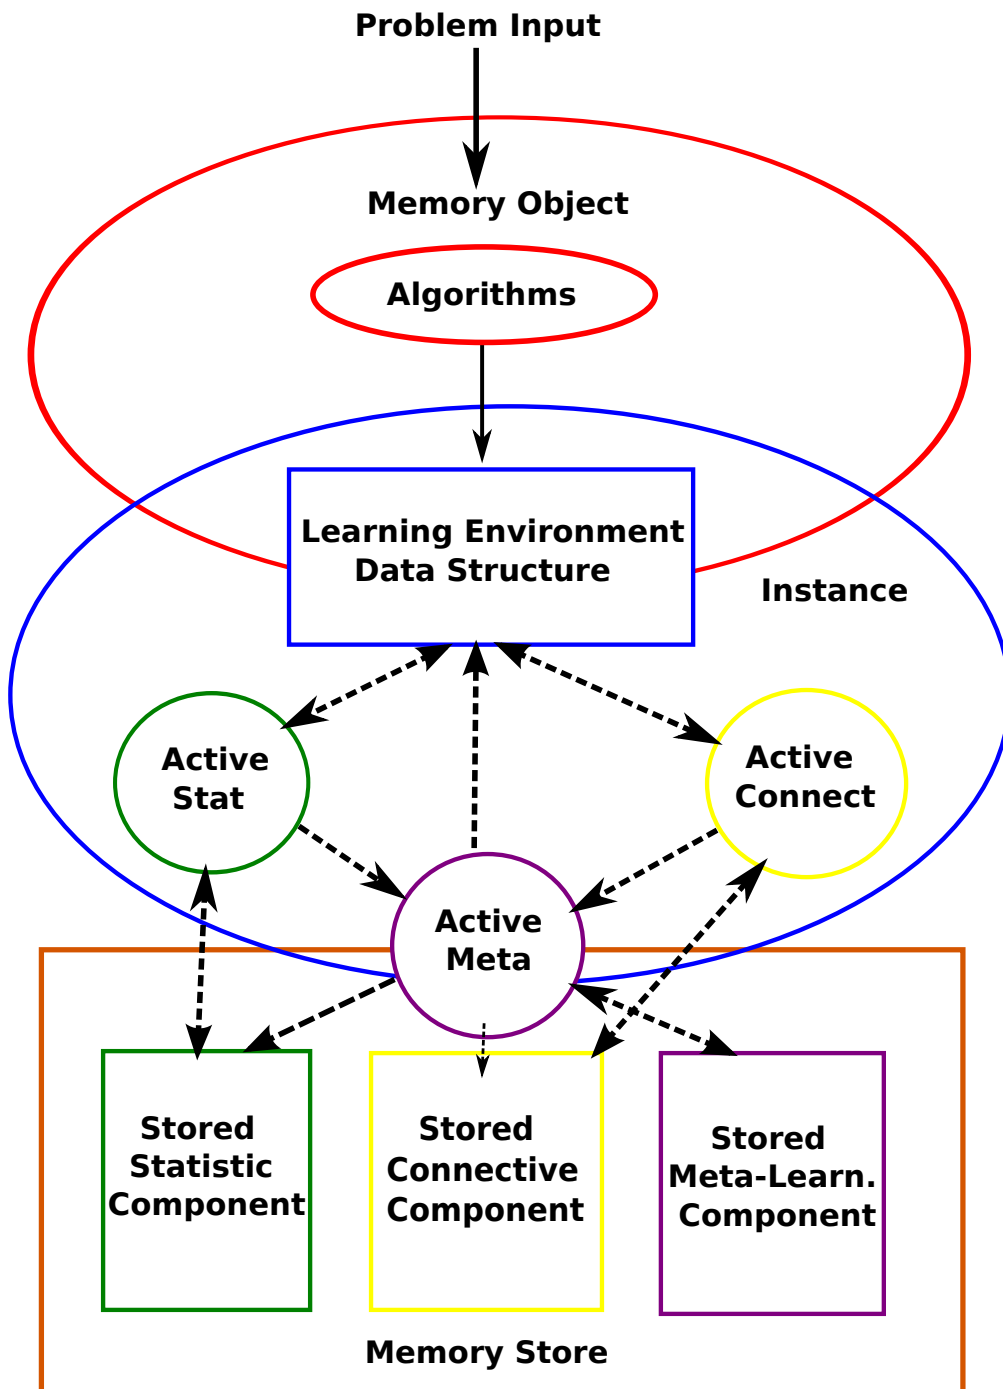 Problem Input
Memory Object
Algorithms
Learning Environment
Data Structure
Instance
Active
Stat
Active
Connect
Active
Meta
Stored
Statistic
Component
Stored
Connective
Component
Stored
Meta-Learn.
Component
Memory Store